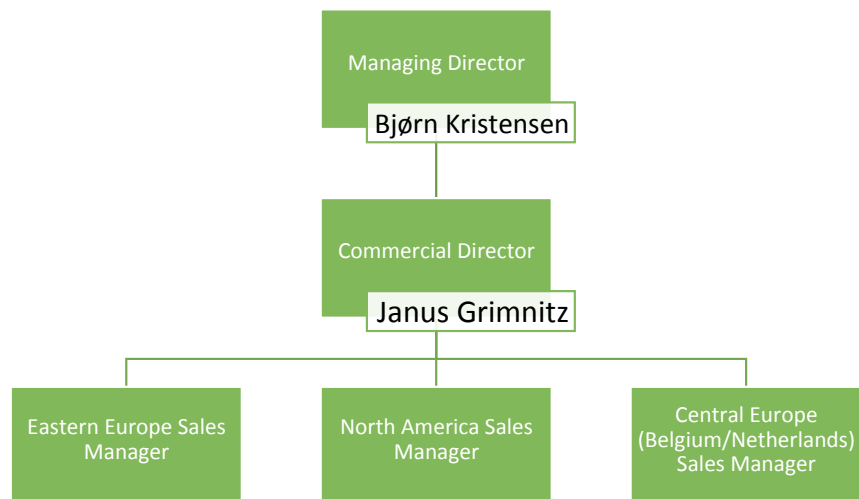 Managing Director
Bjørn Kristensen
Commercial Director
Janus Grimnitz
Eastern Europe Sales
Manager
North America Sales
Manager
Central Europe
(Belgium/Netherlands)
Sales Manager